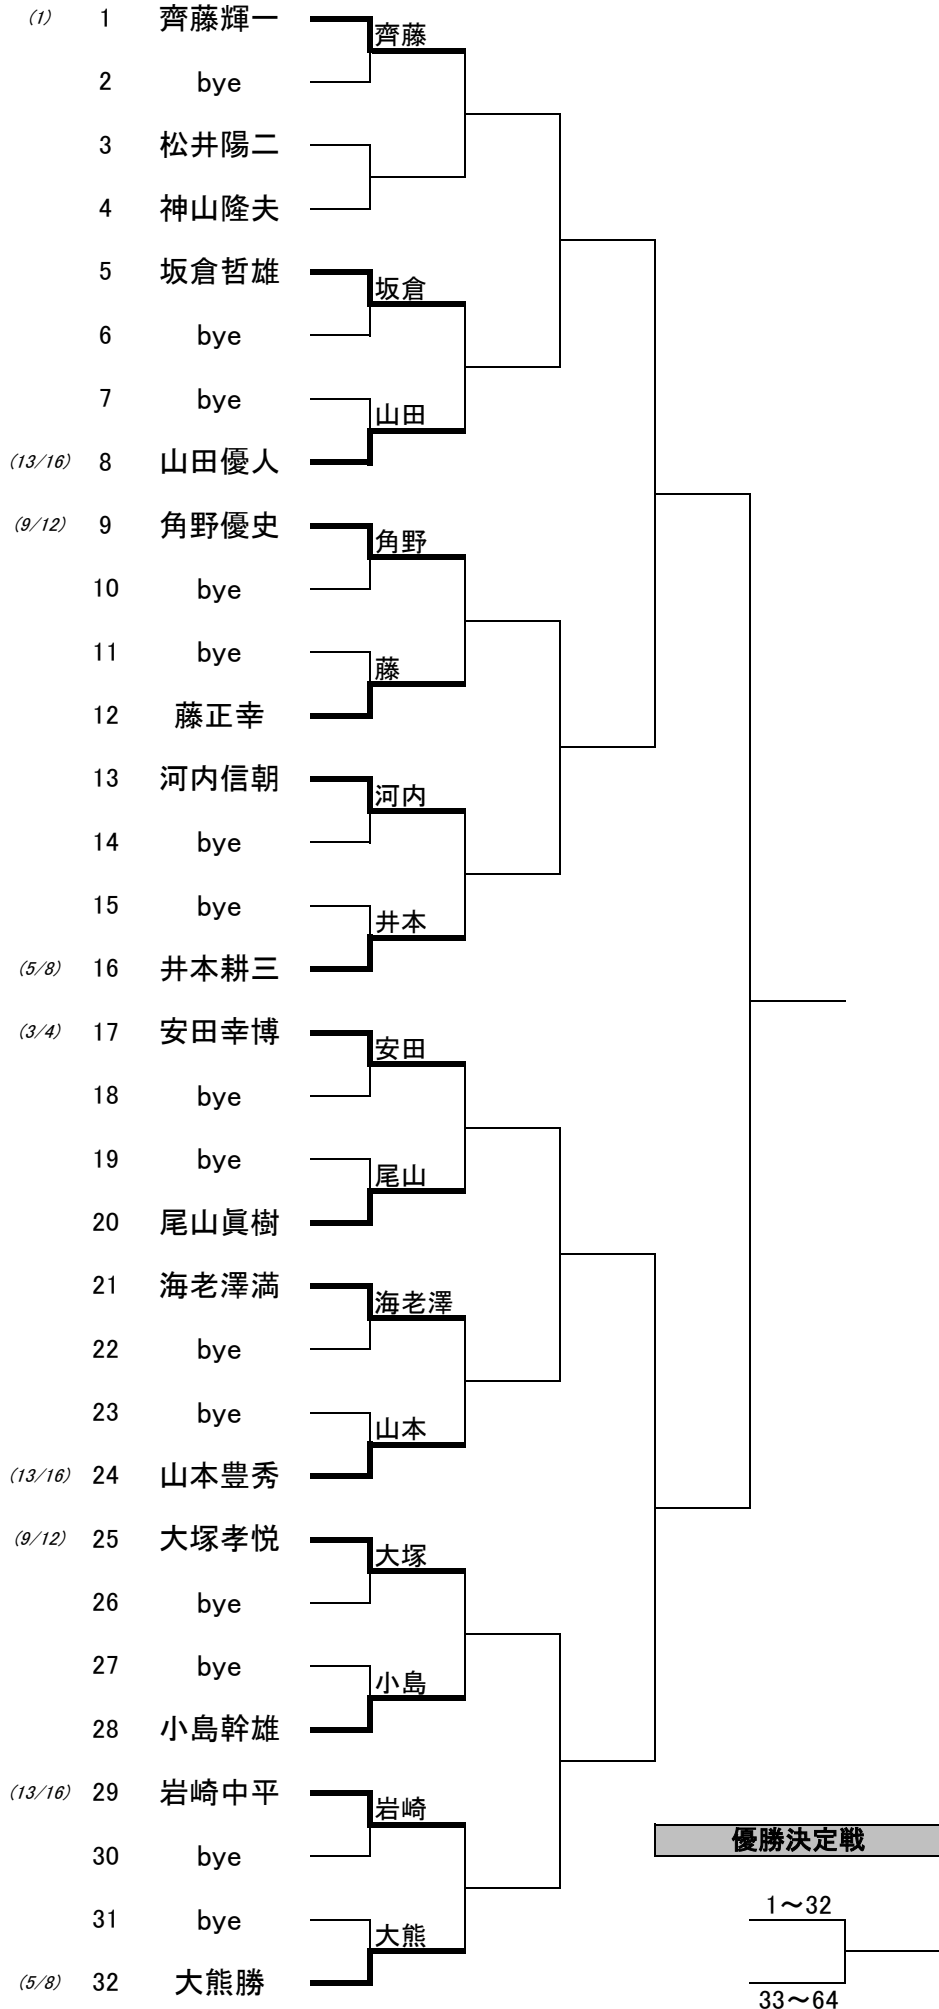 (1) 1 齊藤輝一
齊藤
2 bye
3 松井陽二
4 神山隆夫
5 坂倉哲雄
坂倉
6 bye
7 bye
山田
(13/16) 8 山田優人
(9/12) 9 角野優史
角野
10 bye
11 bye
藤
12 藤正幸
13 河内信朝
河内
14 bye
15 bye
井本
(5/8) 16 井本耕三
(3/4) 17 安田幸博
安田
18 bye
19 bye
尾山
20 尾山眞樹
21 海老澤満
海老澤
22 bye
23 bye
山本
(13/16) 24 山本豊秀
(9/12) 25 大塚孝悦
大塚
26 bye
27 bye
小島
28 小島幹雄
(13/16) 29 岩崎中平
岩崎
優勝決定戦
30 bye
1～32
31 bye
大熊
(5/8) 32 大熊勝
33～64